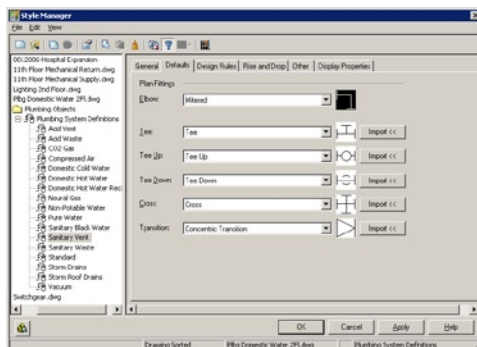 Style Manager
File Edit View
001:2006 Hospital Expansion
11th Floor Mechanical Return.dwg
11th Floor Mechanical Supply.dwg
Lighting 2nd Floor.dwg
Plbg Domestic Water 2Fl.dwg
Plumbing Objects
Plumbing System Definitions
Acid Vent
Acid Waste
CO2 Gas
Compressed Air
Domestic Cold Water
Domestic Hot Water
Domestic Hot Water Reci
Natural Gas
Non-Potable Water
Pure Water
Sanitary Black Water
Sanitary Vent
Sanitary Waste
Standard
Storm Drains
Storm Roof Drains
Vacuum
Switchgear.dwg
General Defaults Design Rules Rise and Drop Other Display Properties
Plan Fittings
Elbow: Mitered
Tee: Tee Import <<
Tee Up: Tee Up Import <<
Tee Down: Tee Down Import <<
Cross: Cross Import <<
Transition: Concentric Transition Import <<
OK Cancel Apply Help
Drawing Sorted Plbg Domestic Water 2Fl.dwg Plumbing System Definitions